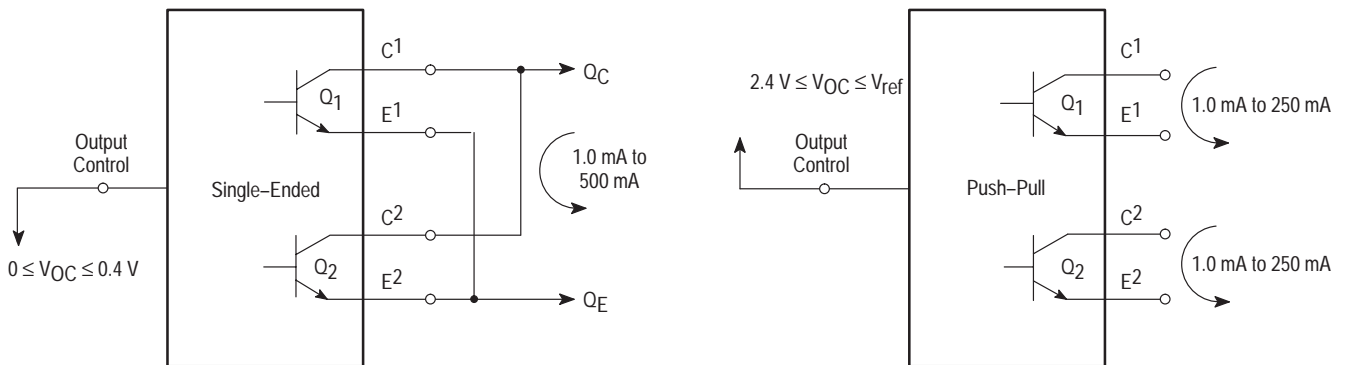 C1
Q1
E1
QC
Output
Control
Single–Ended
1.0 mA to
500 mA
C2
Q2
E2
QE
0 ≤ VOC ≤ 0.4 V
2.4 V ≤ VOC ≤ Vref
Output
Control
Push–Pull
C1
Q1
E1
1.0 mA to 250 mA
C2
Q2
E2
1.0 mA to 250 mA